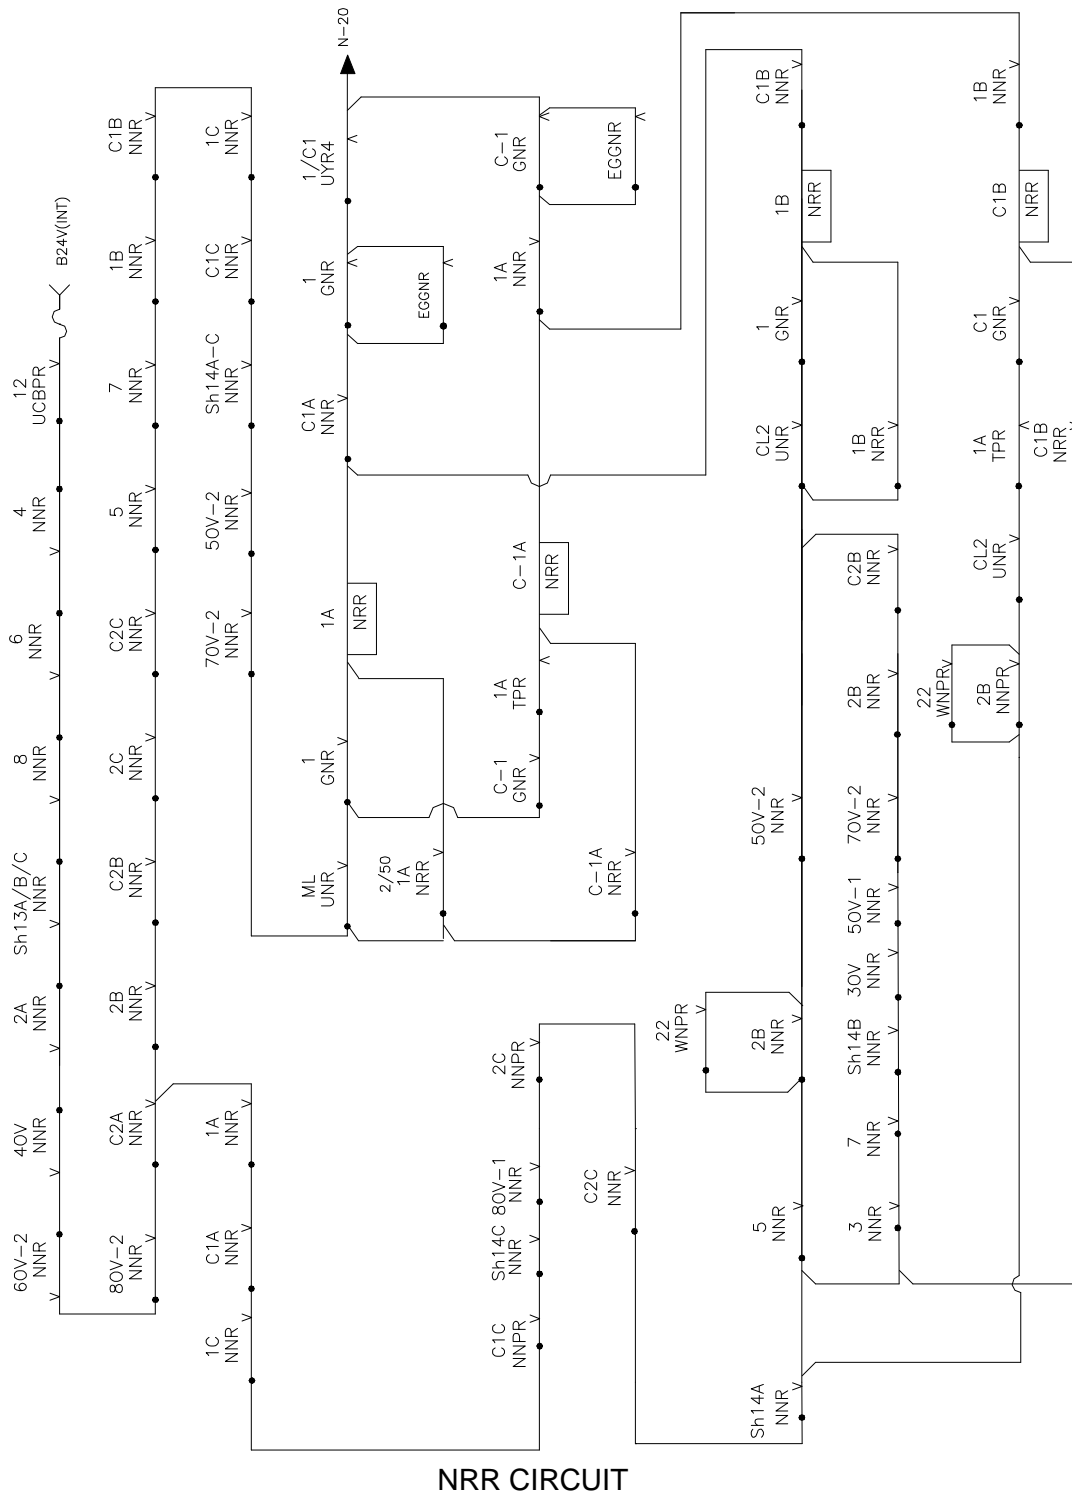 B24V(INT)
12
UCBPR
4
NNR
6
NNR
8
NNR
Sh13A/B/C
NNR
2A
NNR
40V
NNR
60V-2
NNR
C1B
NNR
1B
NNR
7
NNR
5
NNR
C2C
NNR
2C
NNR
C2B
NNR
2B
NNR
C2A
NNR
80V-2
NNR
1C
NNR
C1C
NNR
Sh14A-C
NNR
50V-2
NNR
70V-2
NNR
1A
NNR
C1A
NNR
1C
NNR
N-20
1/C1
UYR4
1
GNR
EGGNR
C1A
NNR
1A
NRR
1
GNR
ML
UNR
2/50
1A
NRR
C-1
GNR
EGGNR
1A
NNR
C-1A
NRR
1A
TPR
C-1
GNR
C-1A
NRR
2C
NNPR
80V-1
NNR
Sh14C
NNR
C1C
NNPR
C2C
NNR
C1B
NNR
1B
NRR
1
GNR
CL2
UNR
1B
NRR
50V-2
NNR
22
WNPR
2B
NNR
5
NNR
Sh14A
NNR
C2B
NNR
2B
NNR
70V-2
NNR
50V-1
NNR
30V
NNR
Sh14B
NNR
7
NNR
3
NNR
1B
NNR
C1B
NRR
C1
GNR
1A
TPR
C1B
NRR
CL2
UNR
22
WNPR
2B
NNPR
NRR CIRCUIT